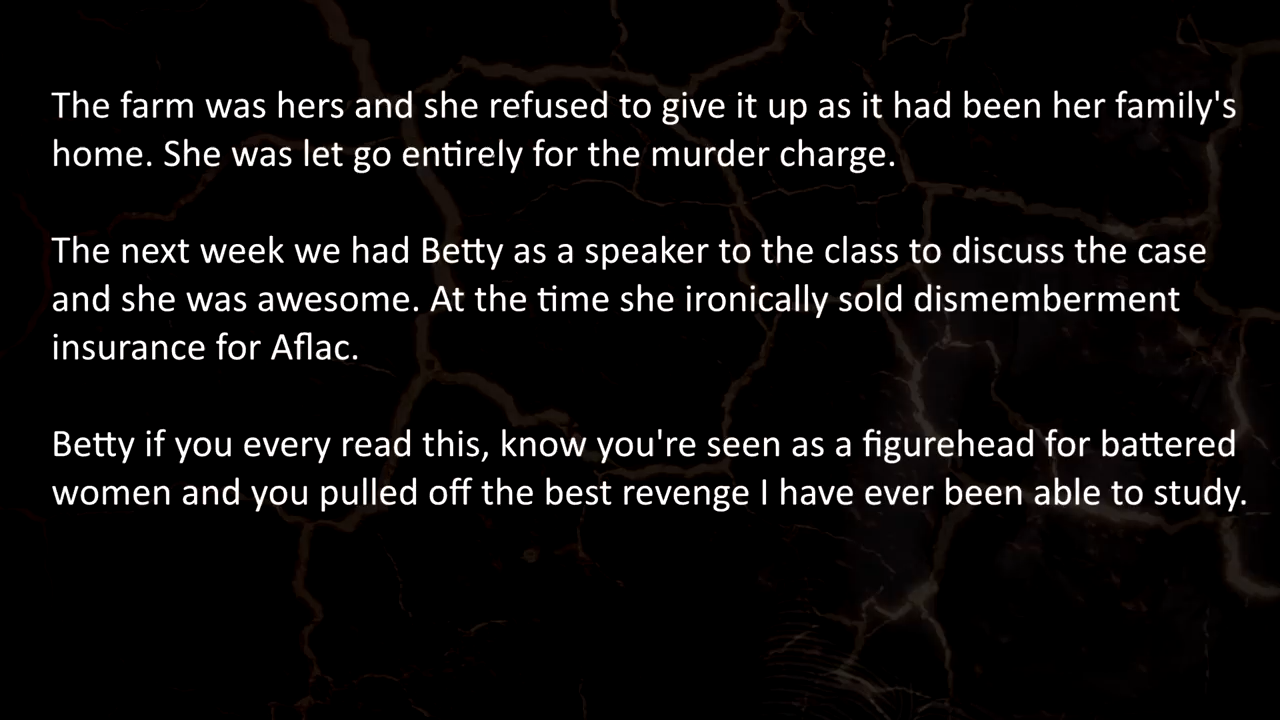 The farm was hers and she refused to give it up as it had been her family's
home. She was let go entirely for the murder charge.
The next week we had Betty as a speaker to the class to discuss the case
and she was awesome. At the time she ironically sold dismemberment
insurance for Aflac.
Betty if you every read this, know you're seen as a figurehead for battered
women and you pulled off the best revenge I have ever been able to study.